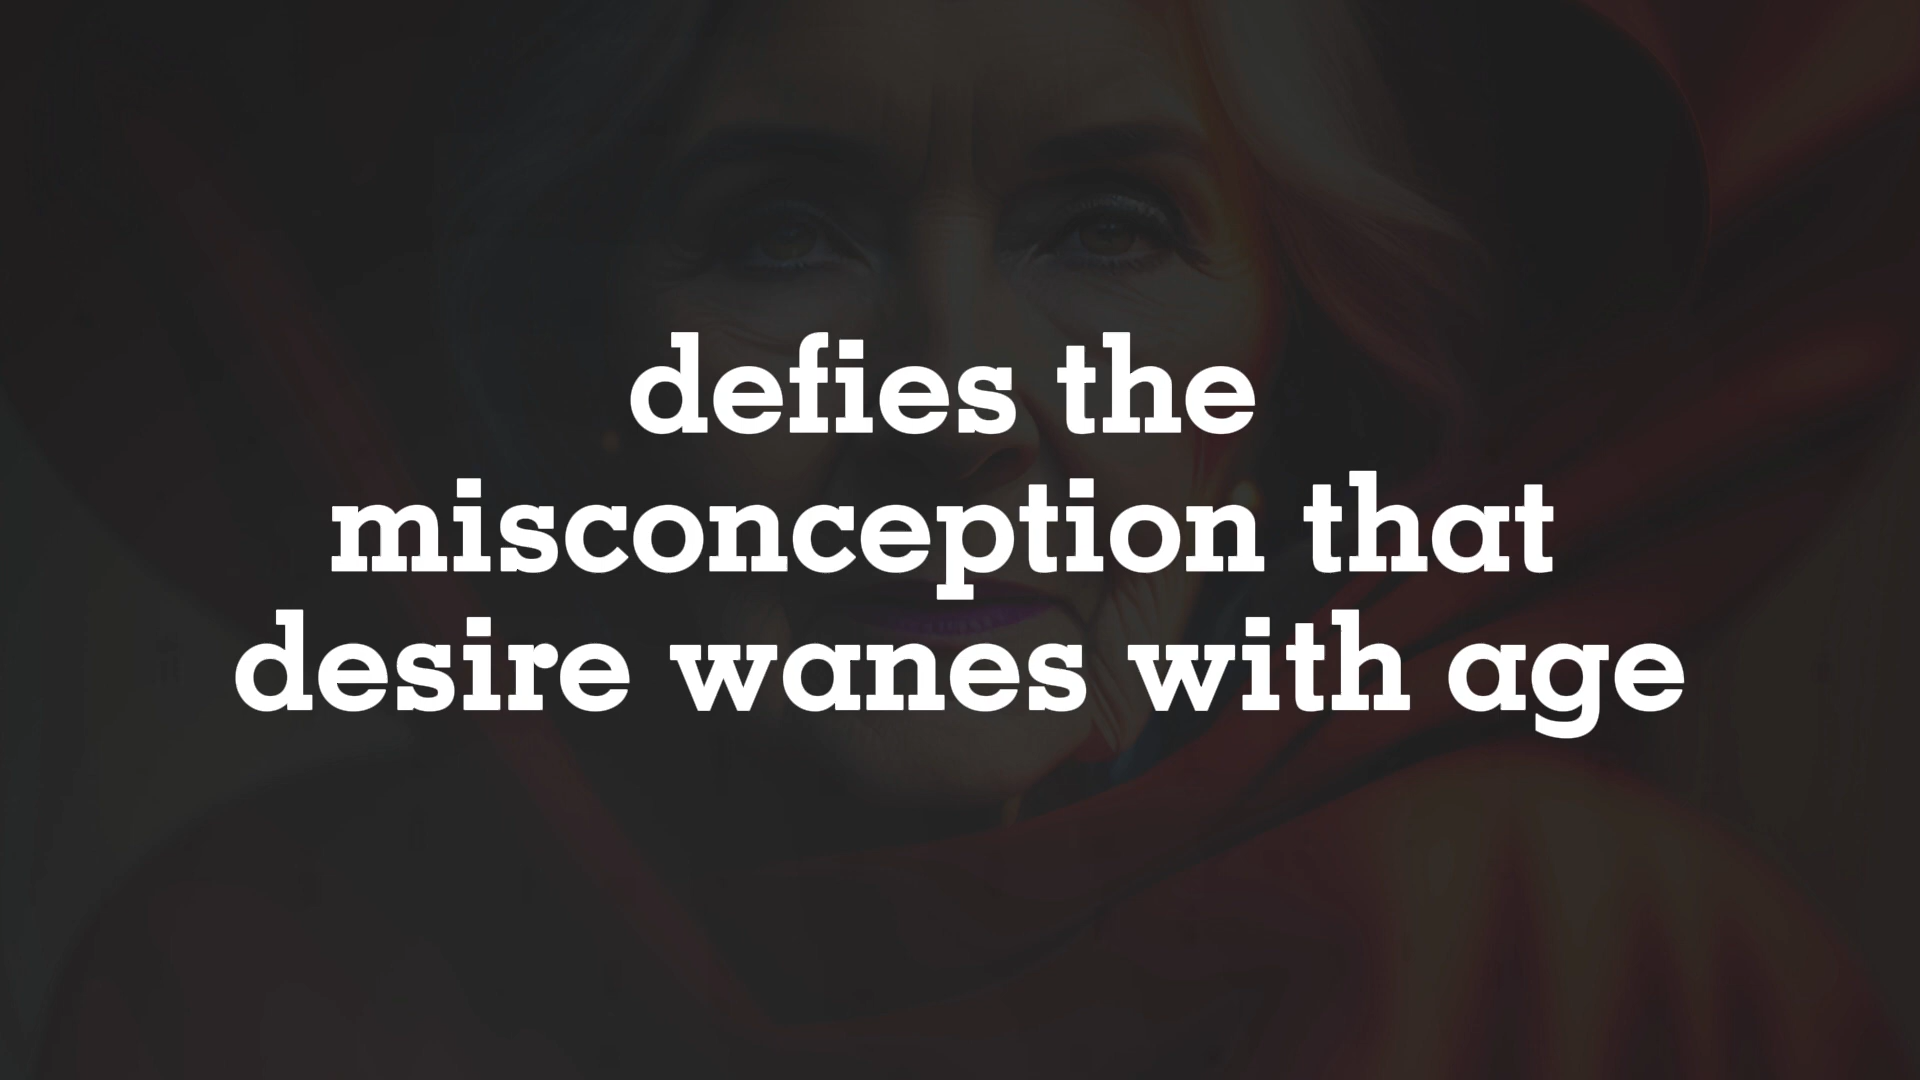 defies the
misconception that
desire wanes with age